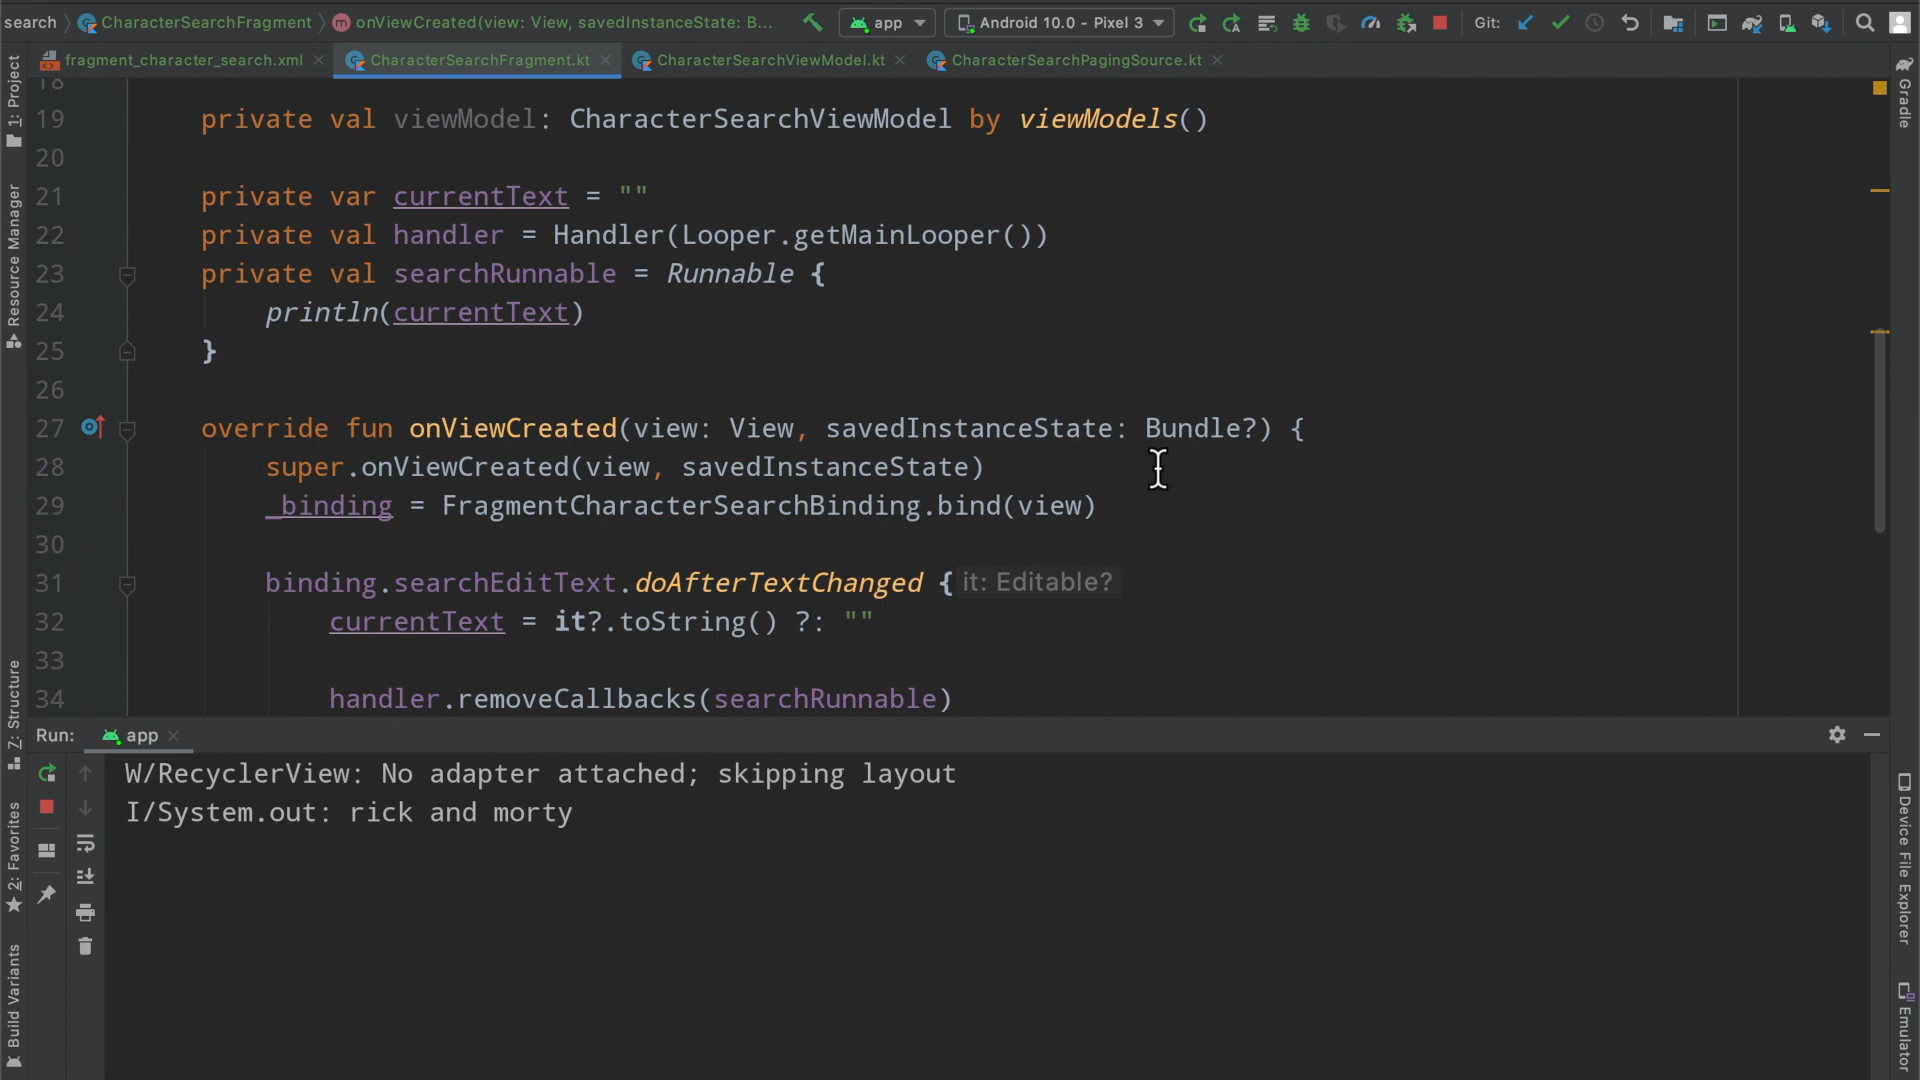 search CharacterSearchFragment onViewCreated(view: View, savedInstanceState: B... app Android 10.0 - Pixel 3 Git:
fragment_character_search.xml CharacterSearchFragment.kt CharacterSearchViewModel.kt CharacterSearchPagingSource.kt
18
19 private val viewModel: CharacterSearchViewModel by viewModels()
20
21 private var currentText = ""
22 private val handler = Handler(Looper.getMainLooper())
23 private val searchRunnable = Runnable {
24 println(currentText)
25 }
26
27 override fun onViewCreated(view: View, savedInstanceState: Bundle?) {
28 super.onViewCreated(view, savedInstanceState)
29 _binding = FragmentCharacterSearchBinding.bind(view)
30
31 binding.searchEditText.doAfterTextChanged { it: Editable?
32 currentText = it?.toString() ?: ""
33
34 handler.removeCallbacks(searchRunnable)
Run: app
W/RecyclerView: No adapter attached; skipping layout
I/System.out: rick and morty
1: Project
Resource Manager
Z: Structure
2: Favorites
Build Variants
Gradle
Device File Explorer
Emulator